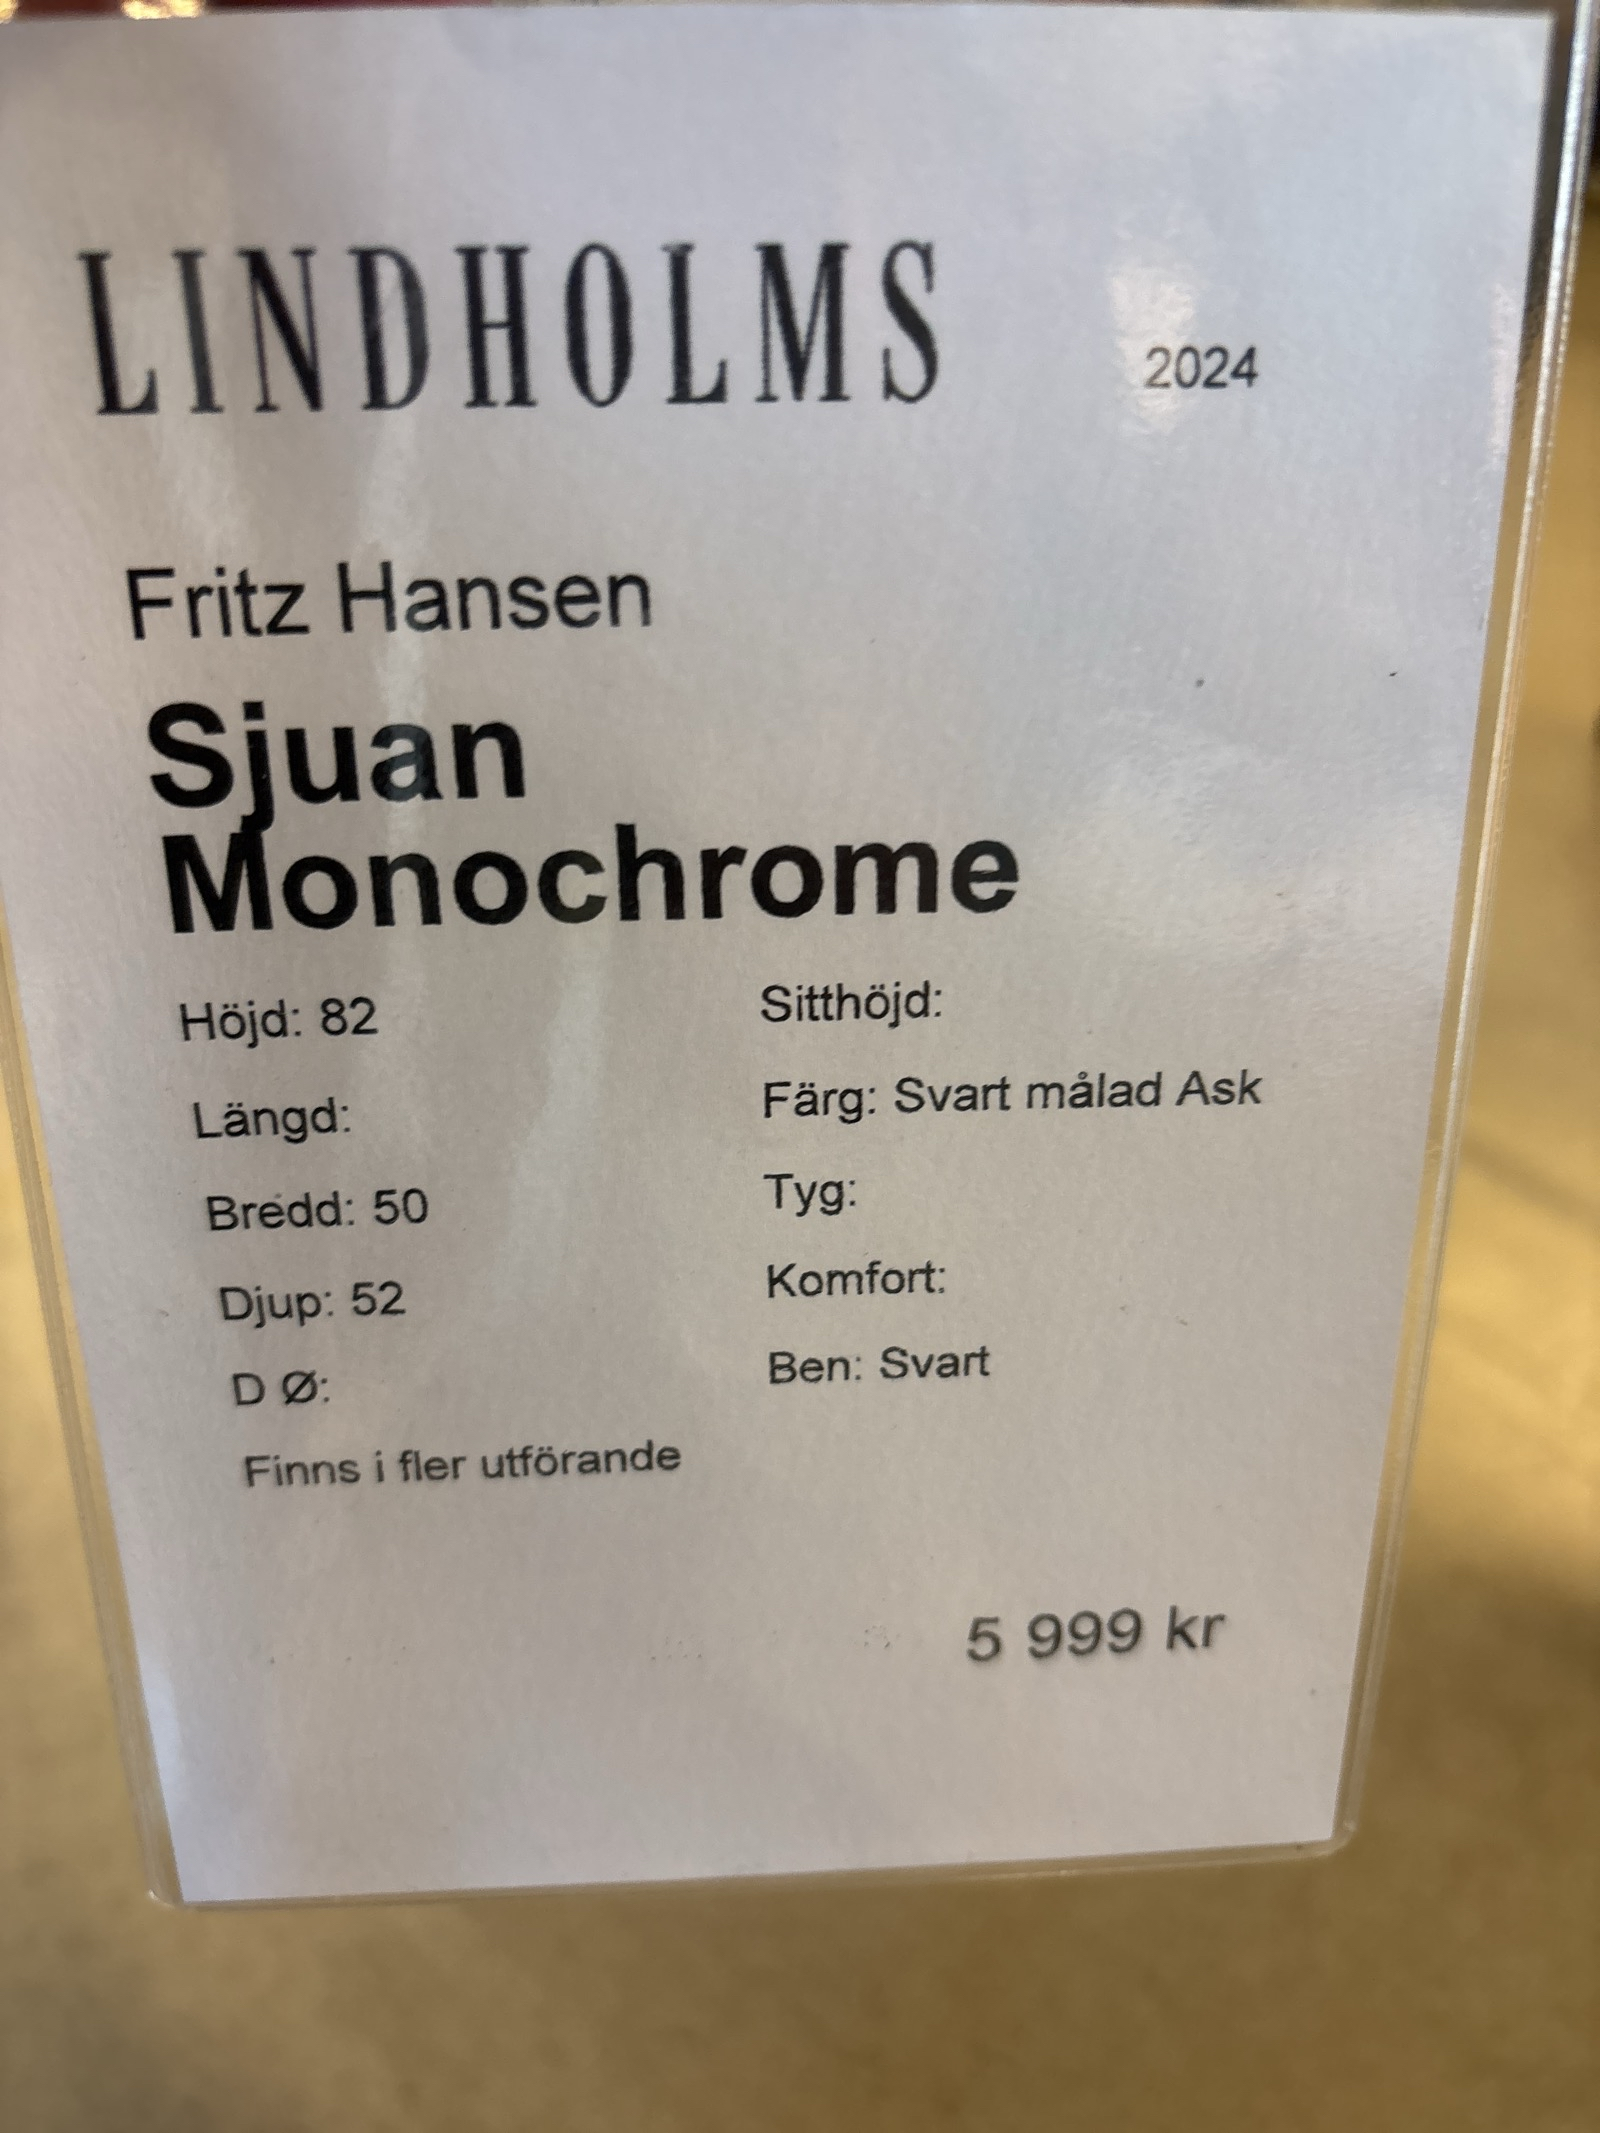 LINDHOLMS 2024
Fritz Hansen
Sjuan
Monochrome
Höjd: 82
Längd:
Bredd: 50
Djup: 52
D Ø:
Finns i fler utförande
Sitthöjd:
Färg: Svart målad Ask
Tyg:
Komfort:
Ben: Svart
5 999 kr